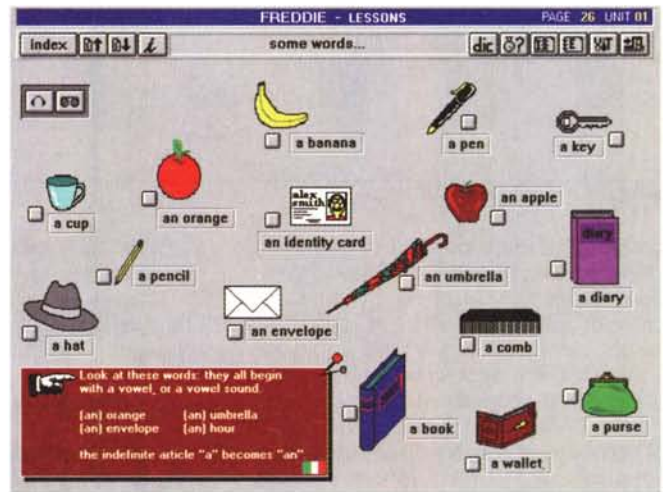 FREDDIE - LESSONS
PAGE 26 UNIT 01
index
i
some words...
dic
?
a banana
a pen
a key
a cup
an orange
alex
smith
an identity card
an apple
a pencil
an umbrella
diary
a diary
a hat
an envelope
a comb
Look at these words: they all begin
with a vowel, or a vowel sound.
(an) orange (an) umbrella
(an) envelope (an) hour
the indefinite article "a" becomes "an"
a book
a wallet
a purse